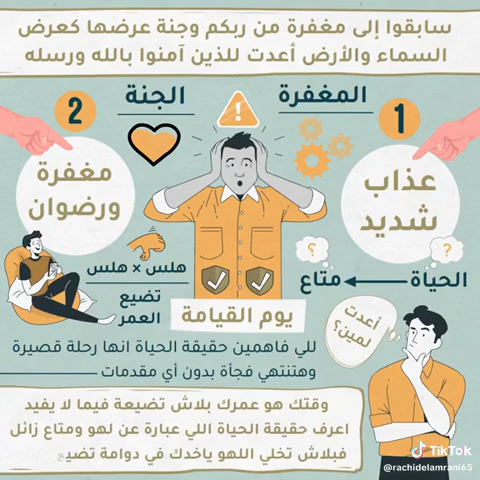 سابقوا إلى مغفرة من ربكم وجنة عرضها كعرض
السماء والأرض أعدت للذين آمنوا بالله ورسله
المغفرة
الجنة
1
2
عذاب
شديد
مغفرة
ورضوان
؟
?
الحياة
متاع
هلس × هلس
تضيع
العمر
أعدت
لمين؟
يوم القيامة
للي فاهمين حقيقة الحياة انها رحلة قصيرة
وهتنتهي فجأة بدون أي مقدمات
وقتك هو عمرك بلاش تضيعة فيما لا يفيد
اعرف حقيقة الحياة اللي عبارة عن لهو ومتاع زائل
فبلاش تخلي اللهو ياخدك في دوامة تضيع
TikTok
@rachidelamrani65